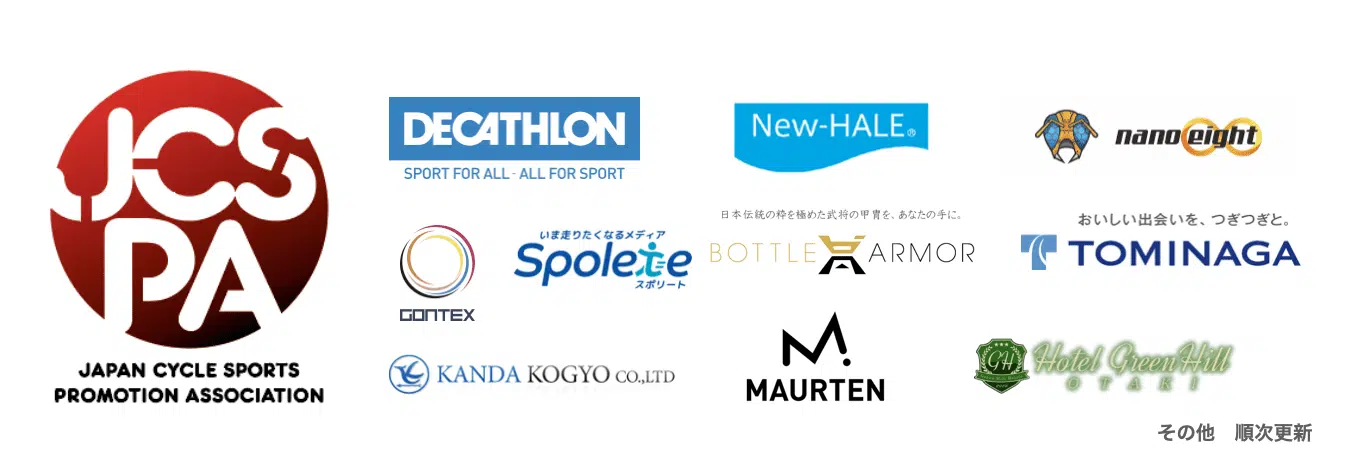 JCS
PA
JAPAN CYCLE SPORTS
PROMOTION ASSOCIATION
DECATHLON
SPORT FOR ALL - ALL FOR SPORT
New-HALE®
nano eight
GONTEX
いま走りたくなるメディア
Spolete
スポリート
日本伝統の粋を極めた武将の甲冑を、あなたの手に。
BOTTLE ARMOR
おいしい出会いを、つぎつぎと。
TOMINAGA
KANDA KOGYO CO.,LTD
MAURTEN
GH
Hotel GreenHill
OTAKI
その他　順次更新